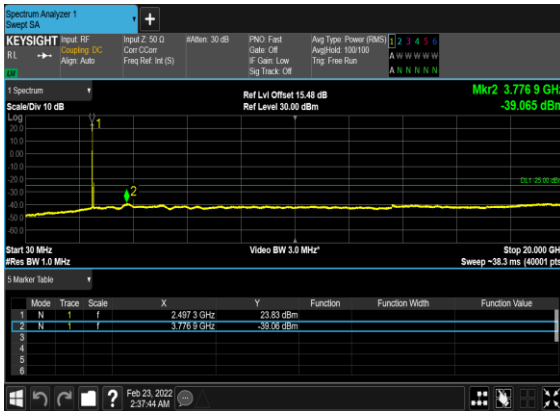 Spectrum Analyzer 1
Swept SA
+
KEYSIGHT Input: RF Input Z: 50 Ω #Atten: 30 dB PNO: Fast Avg Type: Power (RMS) 1 2 3 4 5 6
RL Coupling: DC Corr CCorr Gate: Off Avg|Hold: 100/100 A W W W W W
Align: Auto Freq Ref: Int (S) IF Gain: Low Trig: Free Run
Sig Track: Off A N N N N N
1 Spectrum Ref Lvl Offset 15.48 dB Mkr2 3.776 9 GHz
Scale/Div 10 dB Ref Level 30.00 dBm -39.065 dBm
Log
20.0
10.0
0.00
-10.0
-20.0
-30.0
-40.0
-50.0
-60.0
1
2
DL1 -25.00 dBm
Start 30 MHz Video BW 3.0 MHz* Stop 20.000 GHz
#Res BW 1.0 MHz Sweep ~38.3 ms (40001 pts)
5 Marker Table
Mode Trace Scale X Y Function Function Width Function Value
1 N 1 f 2.497 3 GHz 23.83 dBm
2 N 1 f 3.776 9 GHz -39.06 dBm
3
4
5
6
? Feb 23, 2022
2:37:44 AM